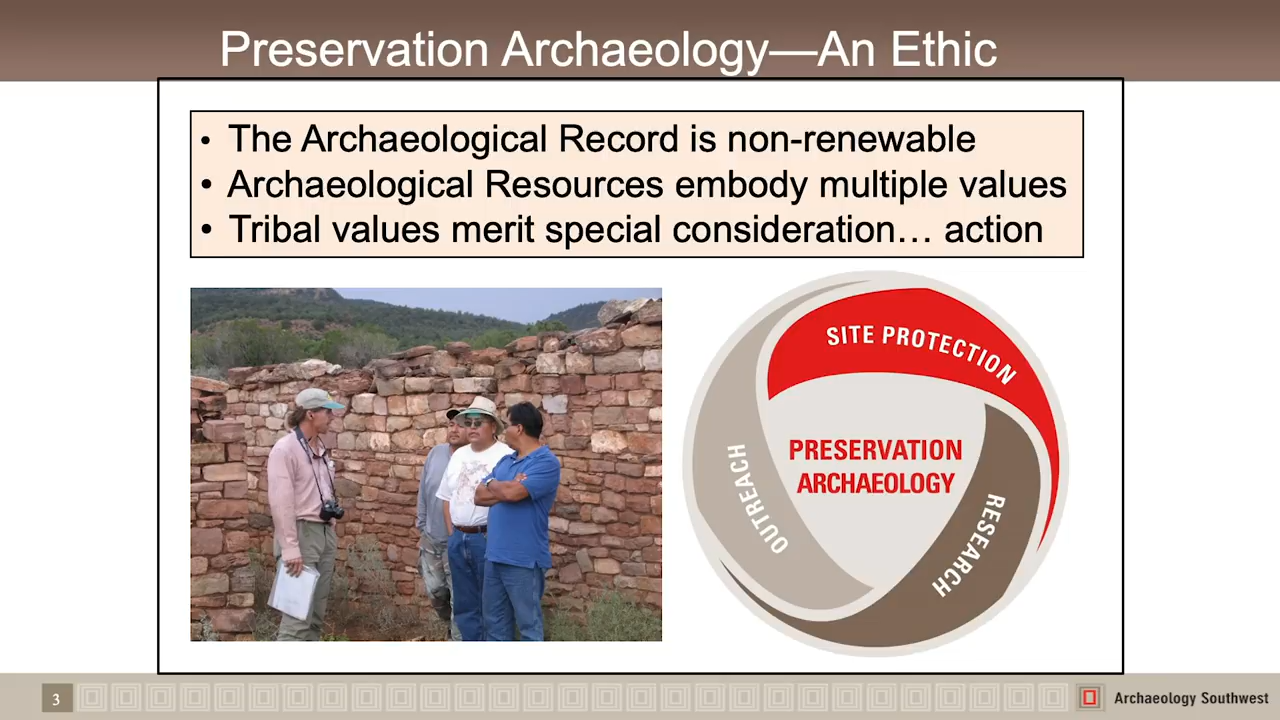 Preservation Archaeology—An Ethic
• The Archaeological Record is non-renewable
• Archaeological Resources embody multiple values
• Tribal values merit special consideration… action
SITE PROTECTION
OUTREACH
PRESERVATION
ARCHAEOLOGY
RESEARCH
3
Archaeology Southwest